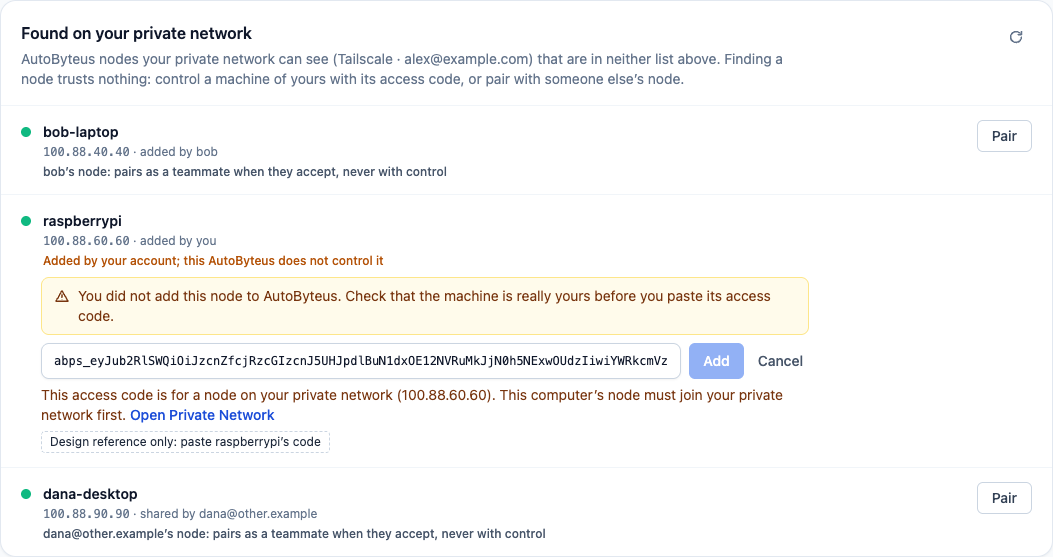 Found on your private network
AutoByteus nodes your private network can see (Tailscale · alex@example.com) that are in neither list above. Finding a
node trusts nothing: control a machine of yours with its access code, or pair with someone else’s node.
bob-laptop
Pair
100.88.40.40 · added by bob
bob’s node: pairs as a teammate when they accept, never with control
raspberrypi
100.88.60.60 · added by you
Added by your account; this AutoByteus does not control it
You did not add this node to AutoByteus. Check that the machine is really yours before you paste its access
code.
abps_eyJub2RlSWQiOiJzcnZfcjRzcGIzcnJ5UHJpdlBuN1dxOE12NVRuMkJjN0h5NExwOUdzIiwiYWRkcmVz
Add
Cancel
This access code is for a node on your private network (100.88.60.60). This computer’s node must join your private
network first. Open Private Network
Design reference only: paste raspberrypi’s code
dana-desktop
Pair
100.88.90.90 · shared by dana@other.example
dana@other.example’s node: pairs as a teammate when they accept, never with control